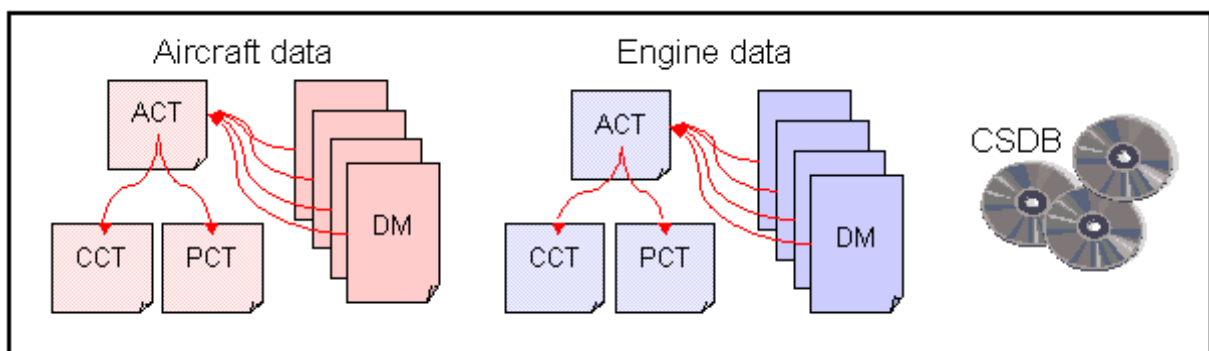 Aircraft data
Engine data
ACT
ACT
CSDB
DM
DM
CCT
PCT
CCT
PCT